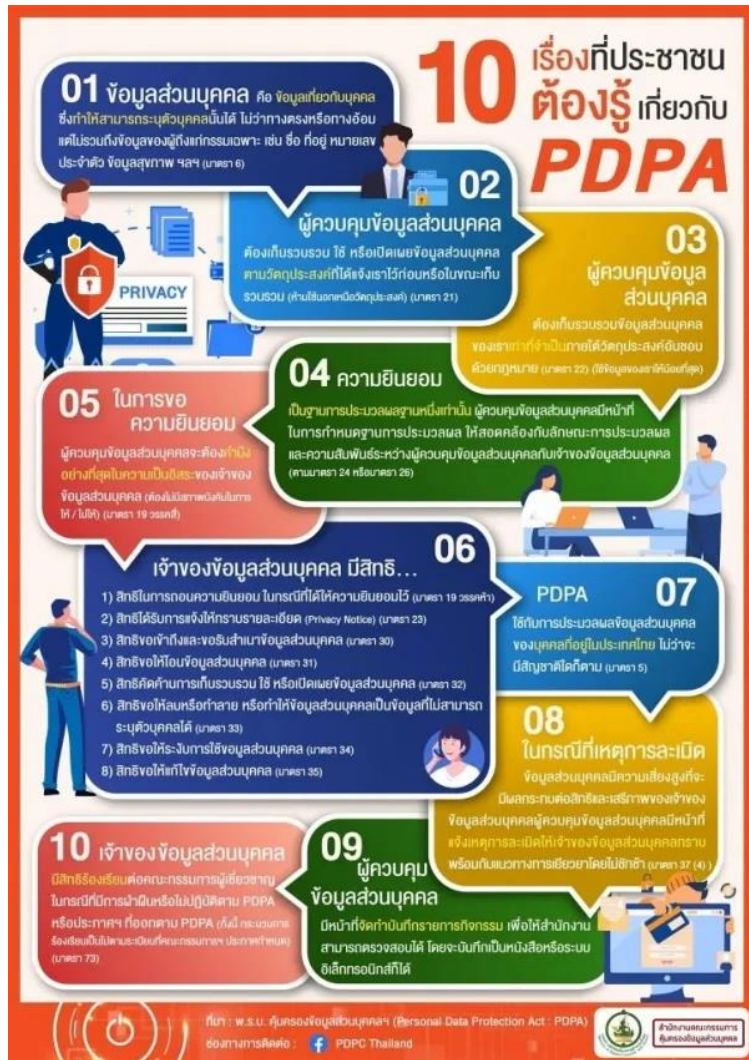 10 เรื่องที่ประชาชน
ต้องรู้ เกี่ยวกับ
PDPA
01 ข้อมูลส่วนบุคคล คือ ข้อมูลเกี่ยวกับบุคคล
ซึ่งทำให้สามารถระบุตัวบุคคลนั้นได้ ไม่ว่าทางตรงหรือทางอ้อม
แต่ไม่รวมถึงข้อมูลของผู้ถึงแก่กรรมเฉพาะ เช่น ชื่อ ที่อยู่ หมายเลข
ประจำตัว ข้อมูลสุขภาพ ฯลฯ (มาตรา 6)
02
ผู้ควบคุมข้อมูลส่วนบุคคล
ต้องเก็บรวบรวม ใช้ หรือเปิดเผยข้อมูลส่วนบุคคล
ตามวัตถุประสงค์ที่ได้แจ้งเราไว้ก่อนหรือในขณะเก็บ
รวบรวม (ห้ามใช้นอกเหนือวัตถุประสงค์) (มาตรา 21)
PRIVACY
03
ผู้ควบคุมข้อมูล
ส่วนบุคคล
ต้องเก็บรวบรวมข้อมูลส่วนบุคคล
ของเราเท่าที่จำเป็นภายใต้วัตถุประสงค์อันชอบ
ด้วยกฎหมาย (มาตรา 22) (ใช้ข้อมูลของเราให้น้อยที่สุด)
04 ความยินยอม
เป็นฐานการประมวลผลฐานหนึ่งเท่านั้น ผู้ควบคุมข้อมูลส่วนบุคคลมีหน้าที่
ในการกำหนดฐานการประมวลผล ให้สอดคล้องกับลักษณะการประมวลผล
และความสัมพันธ์ระหว่างผู้ควบคุมข้อมูลส่วนบุคคลกับเจ้าของข้อมูลส่วนบุคคล
(ตามมาตรา 24 หรือมาตรา 26)
05 ในการขอ
ความยินยอม
ผู้ควบคุมข้อมูลส่วนบุคคลจะต้องคำนึง
อย่างที่สุดในความเป็นอิสระของเจ้าของ
ข้อมูลส่วนบุคคล (ต้องไม่มีสภาพบังคับในการ
ให้ / ไม่ให้) (มาตรา 19 วรรคสี่)
06
เจ้าของข้อมูลส่วนบุคคล มีสิทธิ...
1) สิทธิในการถอนความยินยอม ในกรณีที่ได้ให้ความยินยอมไว้ (มาตรา 19 วรรคห้า)
2) สิทธิได้รับการแจ้งให้ทราบรายละเอียด (Privacy Notice) (มาตรา 23)
3) สิทธิขอเข้าถึงและขอรับสำเนาข้อมูลส่วนบุคคล (มาตรา 30)
4) สิทธิขอให้โอนข้อมูลส่วนบุคคล (มาตรา 31)
5) สิทธิคัดค้านการเก็บรวบรวม ใช้ หรือเปิดเผยข้อมูลส่วนบุคคล (มาตรา 32)
6) สิทธิขอให้ลบหรือทำลาย หรือทำให้ข้อมูลส่วนบุคคลเป็นข้อมูลที่ไม่สามารถ
ระบุตัวบุคคลได้ (มาตรา 33)
7) สิทธิขอให้ระงับการใช้ขอมูลส่วนบุคคล (มาตรา 34)
8) สิทธิขอให้แก้ไขข้อมูลส่วนบุคคล (มาตรา 35)
PDPA 07
ใช้กับการประมวลผลข้อมูลส่วนบุคคล
ของบุคคลที่อยู่ในประเทศไทย ไม่ว่าจะ
มีสัญชาติใดก็ตาม (มาตรา 5)
08
ในกรณีที่เหตุการละเมิด
ข้อมูลส่วนบุคคลมีความเสี่ยงสูงที่จะ
มีผลกระทบต่อสิทธิและเสรีภาพของเจ้าของ
ข้อมูลส่วนบุคคลผู้ควบคุมข้อมูลส่วนบุคคลมีหน้าที่
แจ้งเหตุการละเมิดให้เจ้าของข้อมูลส่วนบุคคลทราบ
พร้อมกับแนวทางการเยียวยาโดยไม่ชักช้า (มาตรา 37 (4) )
09 ผู้ควบคุม
ข้อมูลส่วนบุคคล
มีหน้าที่จัดทำบันทึกรายการกิจกรรม เพื่อให้สำนักงาน
สามารถตรวจสอบได้ โดยจะบันทึกเป็นหนังสือหรือระบบ
อิเล็กทรอนิกส์ก็ได้
10 เจ้าของข้อมูลส่วนบุคคล
มีสิทธิร้องเรียนต่อคณะกรรมการผู้เชี่ยวชาญ
ในกรณีที่มีการฝ่าฝืนหรือไม่ปฏิบัติตาม PDPA
หรือประกาศฯ ที่ออกตาม PDPA (ทั้งนี้ กระบวนการ
ร้องเรียนเป็นไปตามระเบียบที่คณะกรรมการฯ ประกาศกำหนด)
(มาตรา 73)
ที่มา : พ.ร.บ. คุ้มครองข้อมูลส่วนบุคคลฯ (Personal Data Protection Act : PDPA)
ช่องทางการติดต่อ : PDPC Thailand
สำนักงานคณะกรรมการ
คุ้มครองข้อมูลส่วนบุคคล